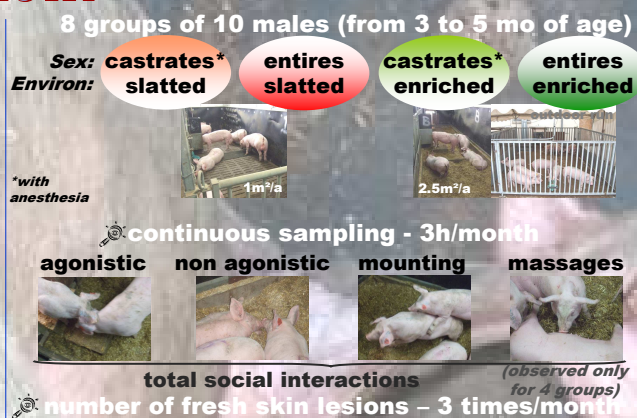 8 groups of 10 males (from 3 to 5 mo of age)
Sex: castrates* entires castrates* entires
Environ: slatted slatted enriched enriched
outdoor run
*with
anesthesia
1m²/a 2.5m²/a
continuous sampling - 3h/month
agonistic non agonistic mounting massages
total social interactions
(observed only
for 4 groups)
number of fresh skin lesions – 3 times/month